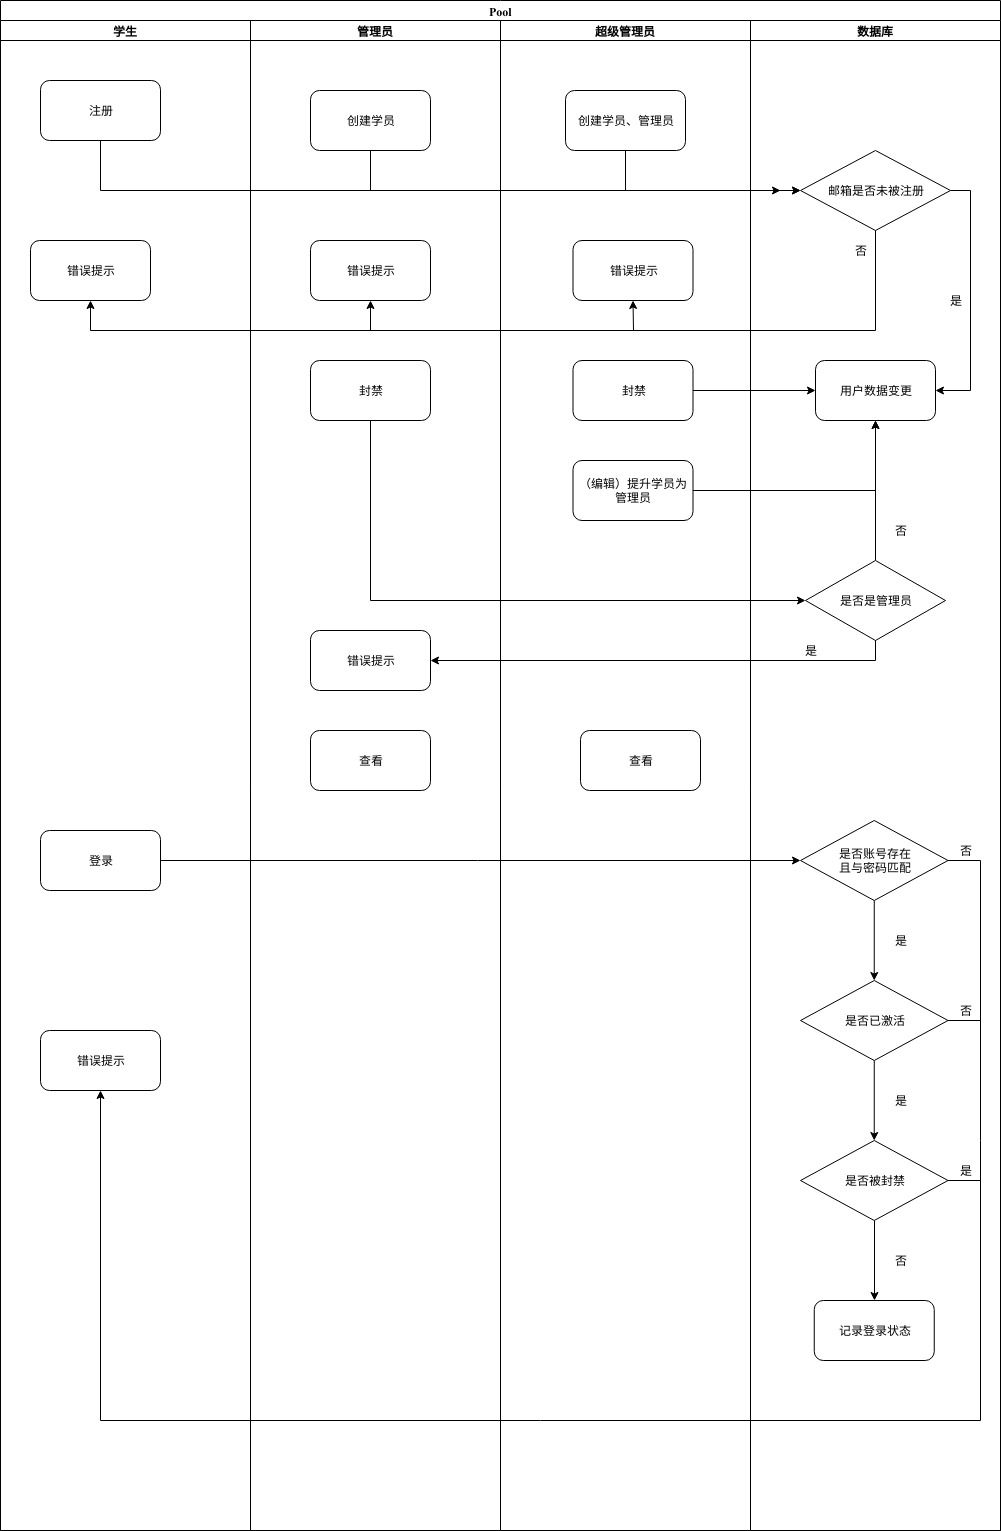 Pool
学生
管理员
超级管理员
数据库
注册
创建学员
创建学员、管理员
邮箱是否未被注册
否
错误提示
错误提示
错误提示
是
封禁
封禁
用户数据变更
（编辑）提升学员为
管理员
否
是否是管理员
是
错误提示
查看
查看
登录
是否账号存在
且与密码匹配
否
是
是否已激活
否
错误提示
是
是否被封禁
是
否
记录登录状态